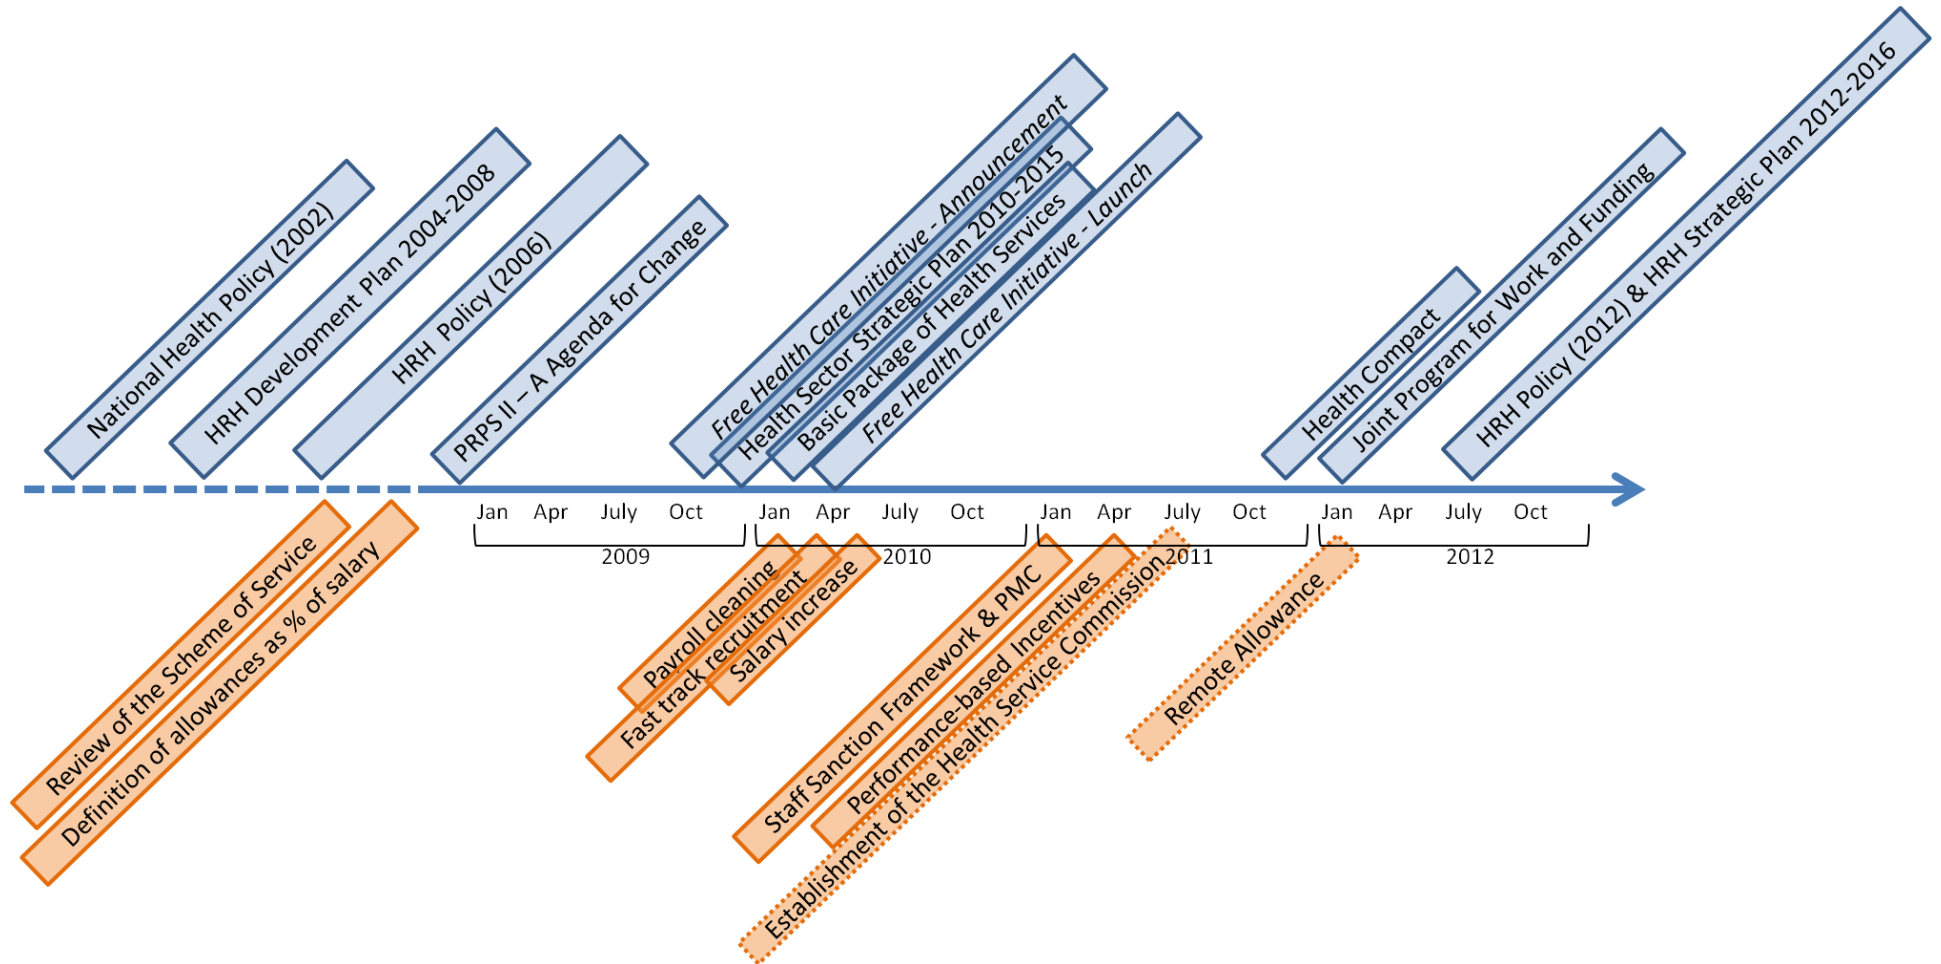 National Health Policy (2002)
HRH Development Plan 2004-2008
HRH Policy (2006)
PRPS II – A Agenda for Change
Free Health Care Initiative - Announcement
Health Sector Strategic Plan 2010-2015
Basic Package of Health Services
Free Health Care Initiative - Launch
Health Compact
Joint Program for Work and Funding
HRH Policy (2012) & HRH Strategic Plan 2012-2016
Jan Apr July Oct Jan Apr July Oct Jan Apr July Oct Jan Apr July Oct
2009 2010 2011 2012
Review of the Scheme of Service
Definition of allowances as % of salary
Payroll cleaning
Fast track recruitment
Salary increase
Staff Sanction Framework & PMC
Performance-based Incentives
Establishment of the Health Service Commission
Remote Allowance